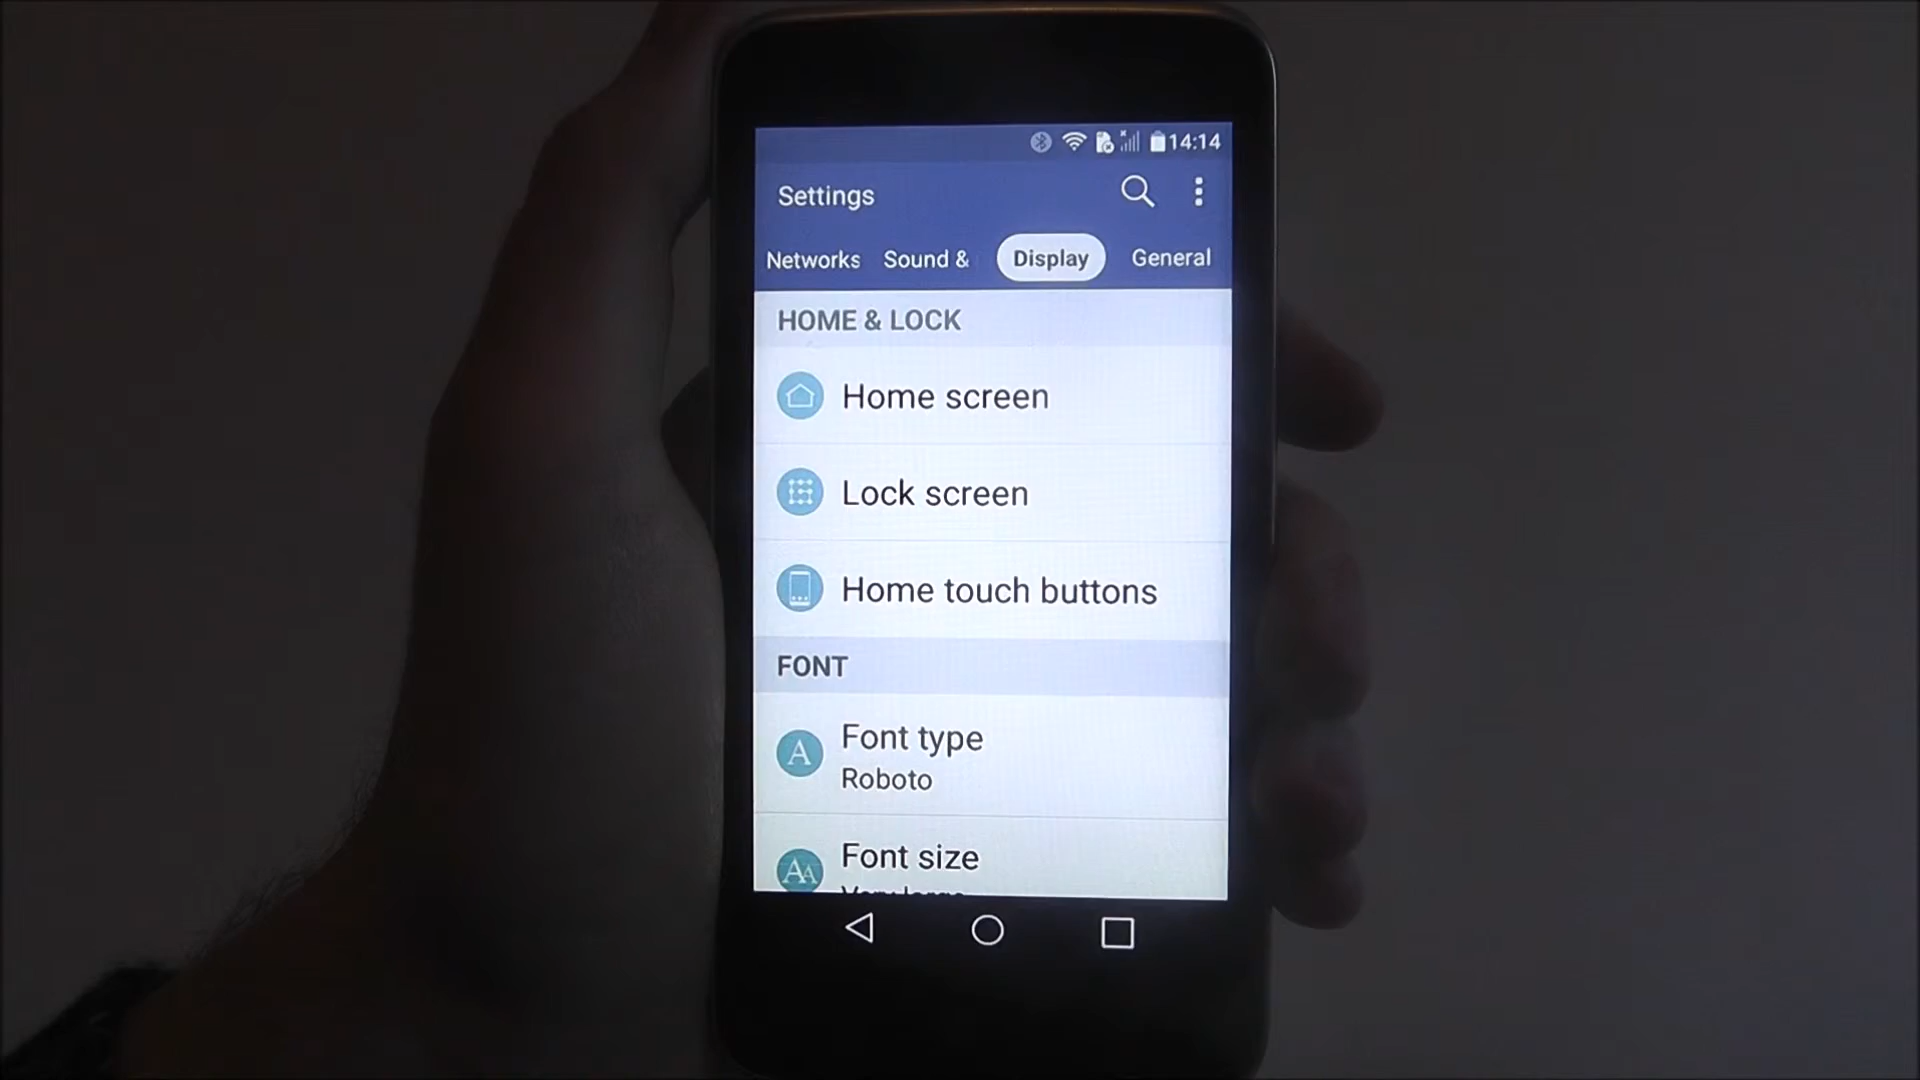 14:14
Settings
Networks Sound & Display General
HOME & LOCK
Home screen
Lock screen
Home touch buttons
FONT
Font type
Roboto
Font size